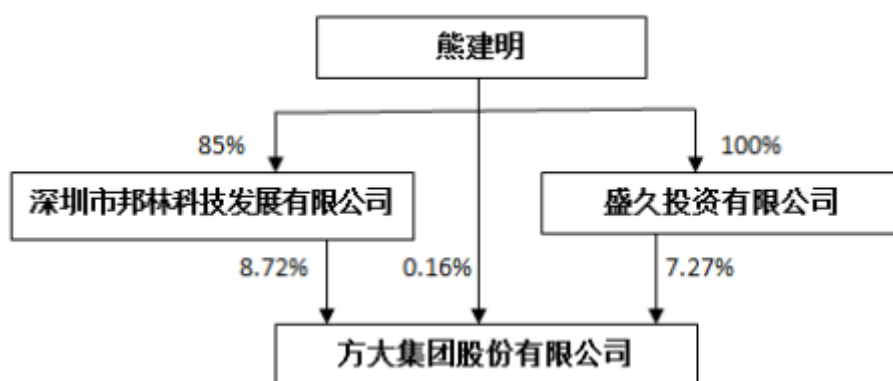 熊建明
85%
100%
深圳市邦林科技发展有限公司
盛久投资有限公司
8.72%
0.16%
7.27%
方大集团股份有限公司